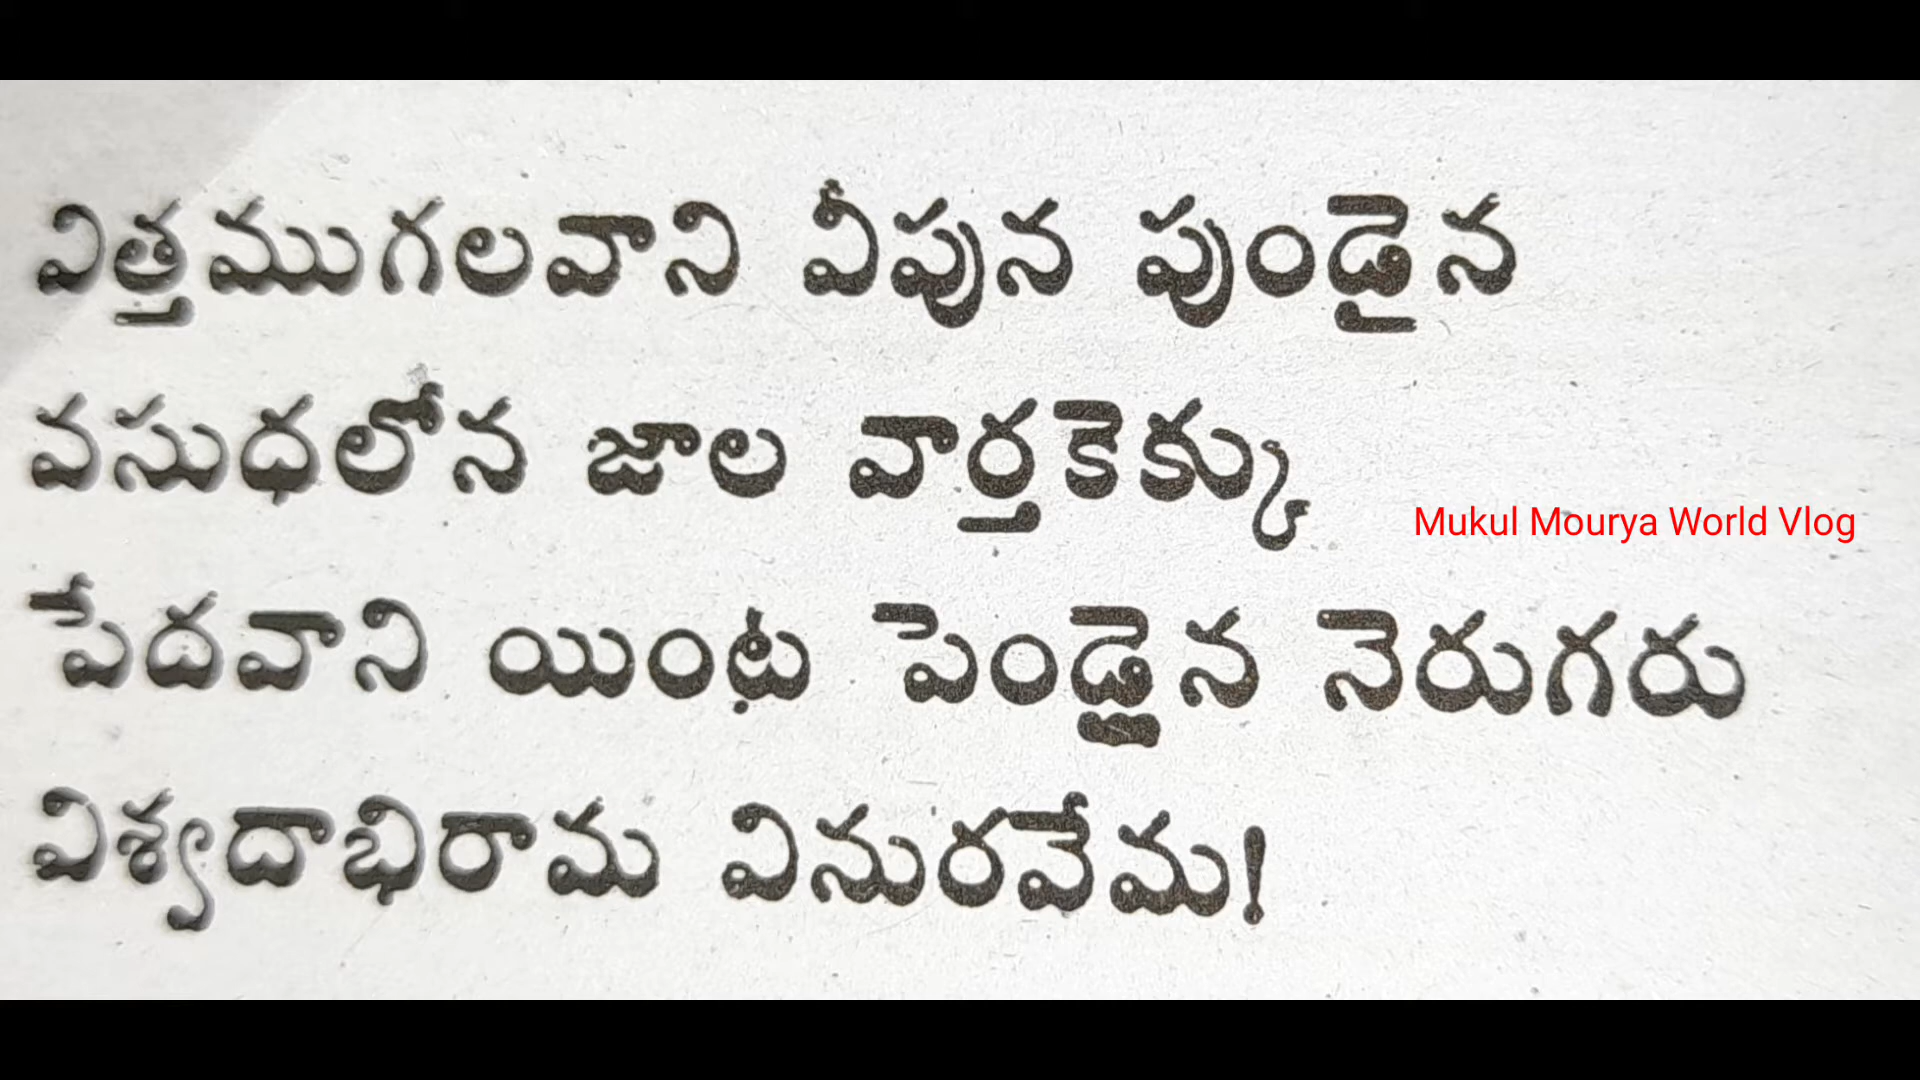 విత్తముగలవాని వీపున పుండైన
వసుధలోన జాల వార్తకెక్కు
Mukul Mourya World Vlog
పేదవాని యింట పెండ్లైన నెరుగరు
విశ్వదాభిరామ వినురవేమ!